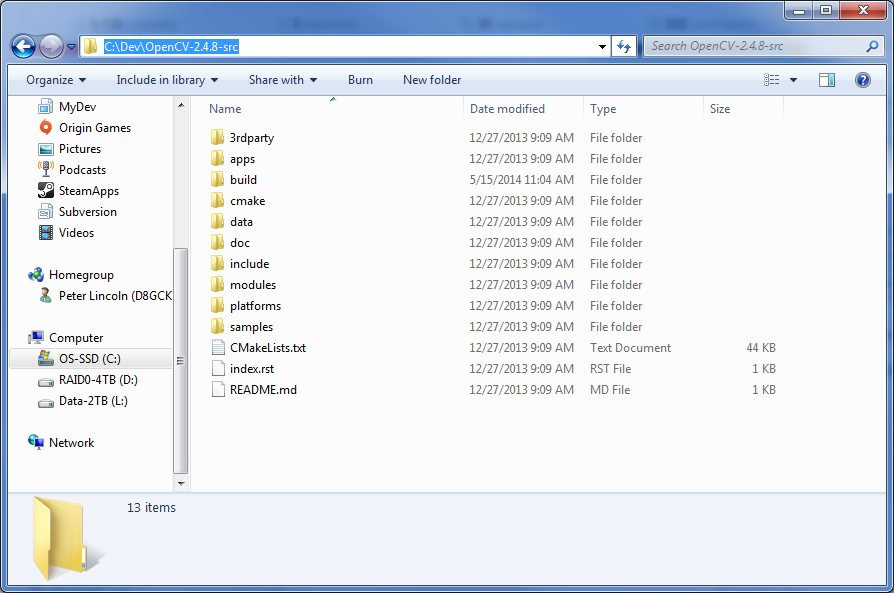 C:\Dev\OpenCV-2.4.8-src
Search OpenCV-2.4.8-src
Organize Include in library Share with Burn New folder
MyDev
Origin Games
Pictures
Podcasts
SteamApps
Subversion
Videos
Homegroup
Peter Lincoln (D8GCK
Computer
OS-SSD (C:)
RAID0-4TB (D:)
Data-2TB (L:)
Network
Name Date modified Type Size
3rdparty 12/27/2013 9:09 AM File folder
apps 12/27/2013 9:09 AM File folder
build 5/15/2014 11:04 AM File folder
cmake 12/27/2013 9:09 AM File folder
data 12/27/2013 9:09 AM File folder
doc 12/27/2013 9:09 AM File folder
include 12/27/2013 9:09 AM File folder
modules 12/27/2013 9:09 AM File folder
platforms 12/27/2013 9:09 AM File folder
samples 12/27/2013 9:09 AM File folder
CMakeLists.txt 12/27/2013 9:09 AM Text Document 44 KB
index.rst 12/27/2013 9:09 AM RST File 1 KB
README.md 12/27/2013 9:09 AM MD File 1 KB
13 items